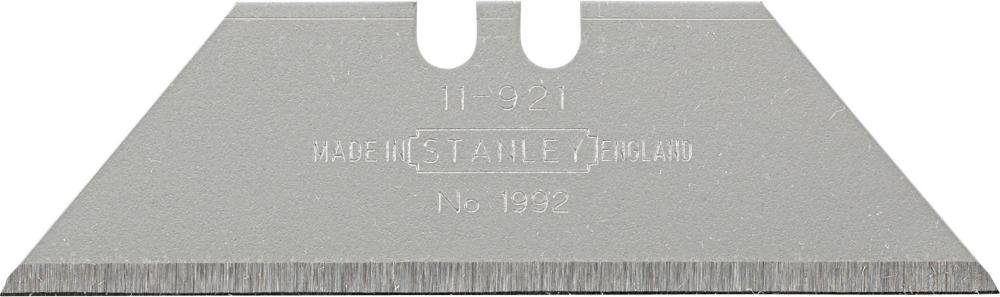 11-921
MADE IN STANLEY ENGLAND
No 1992